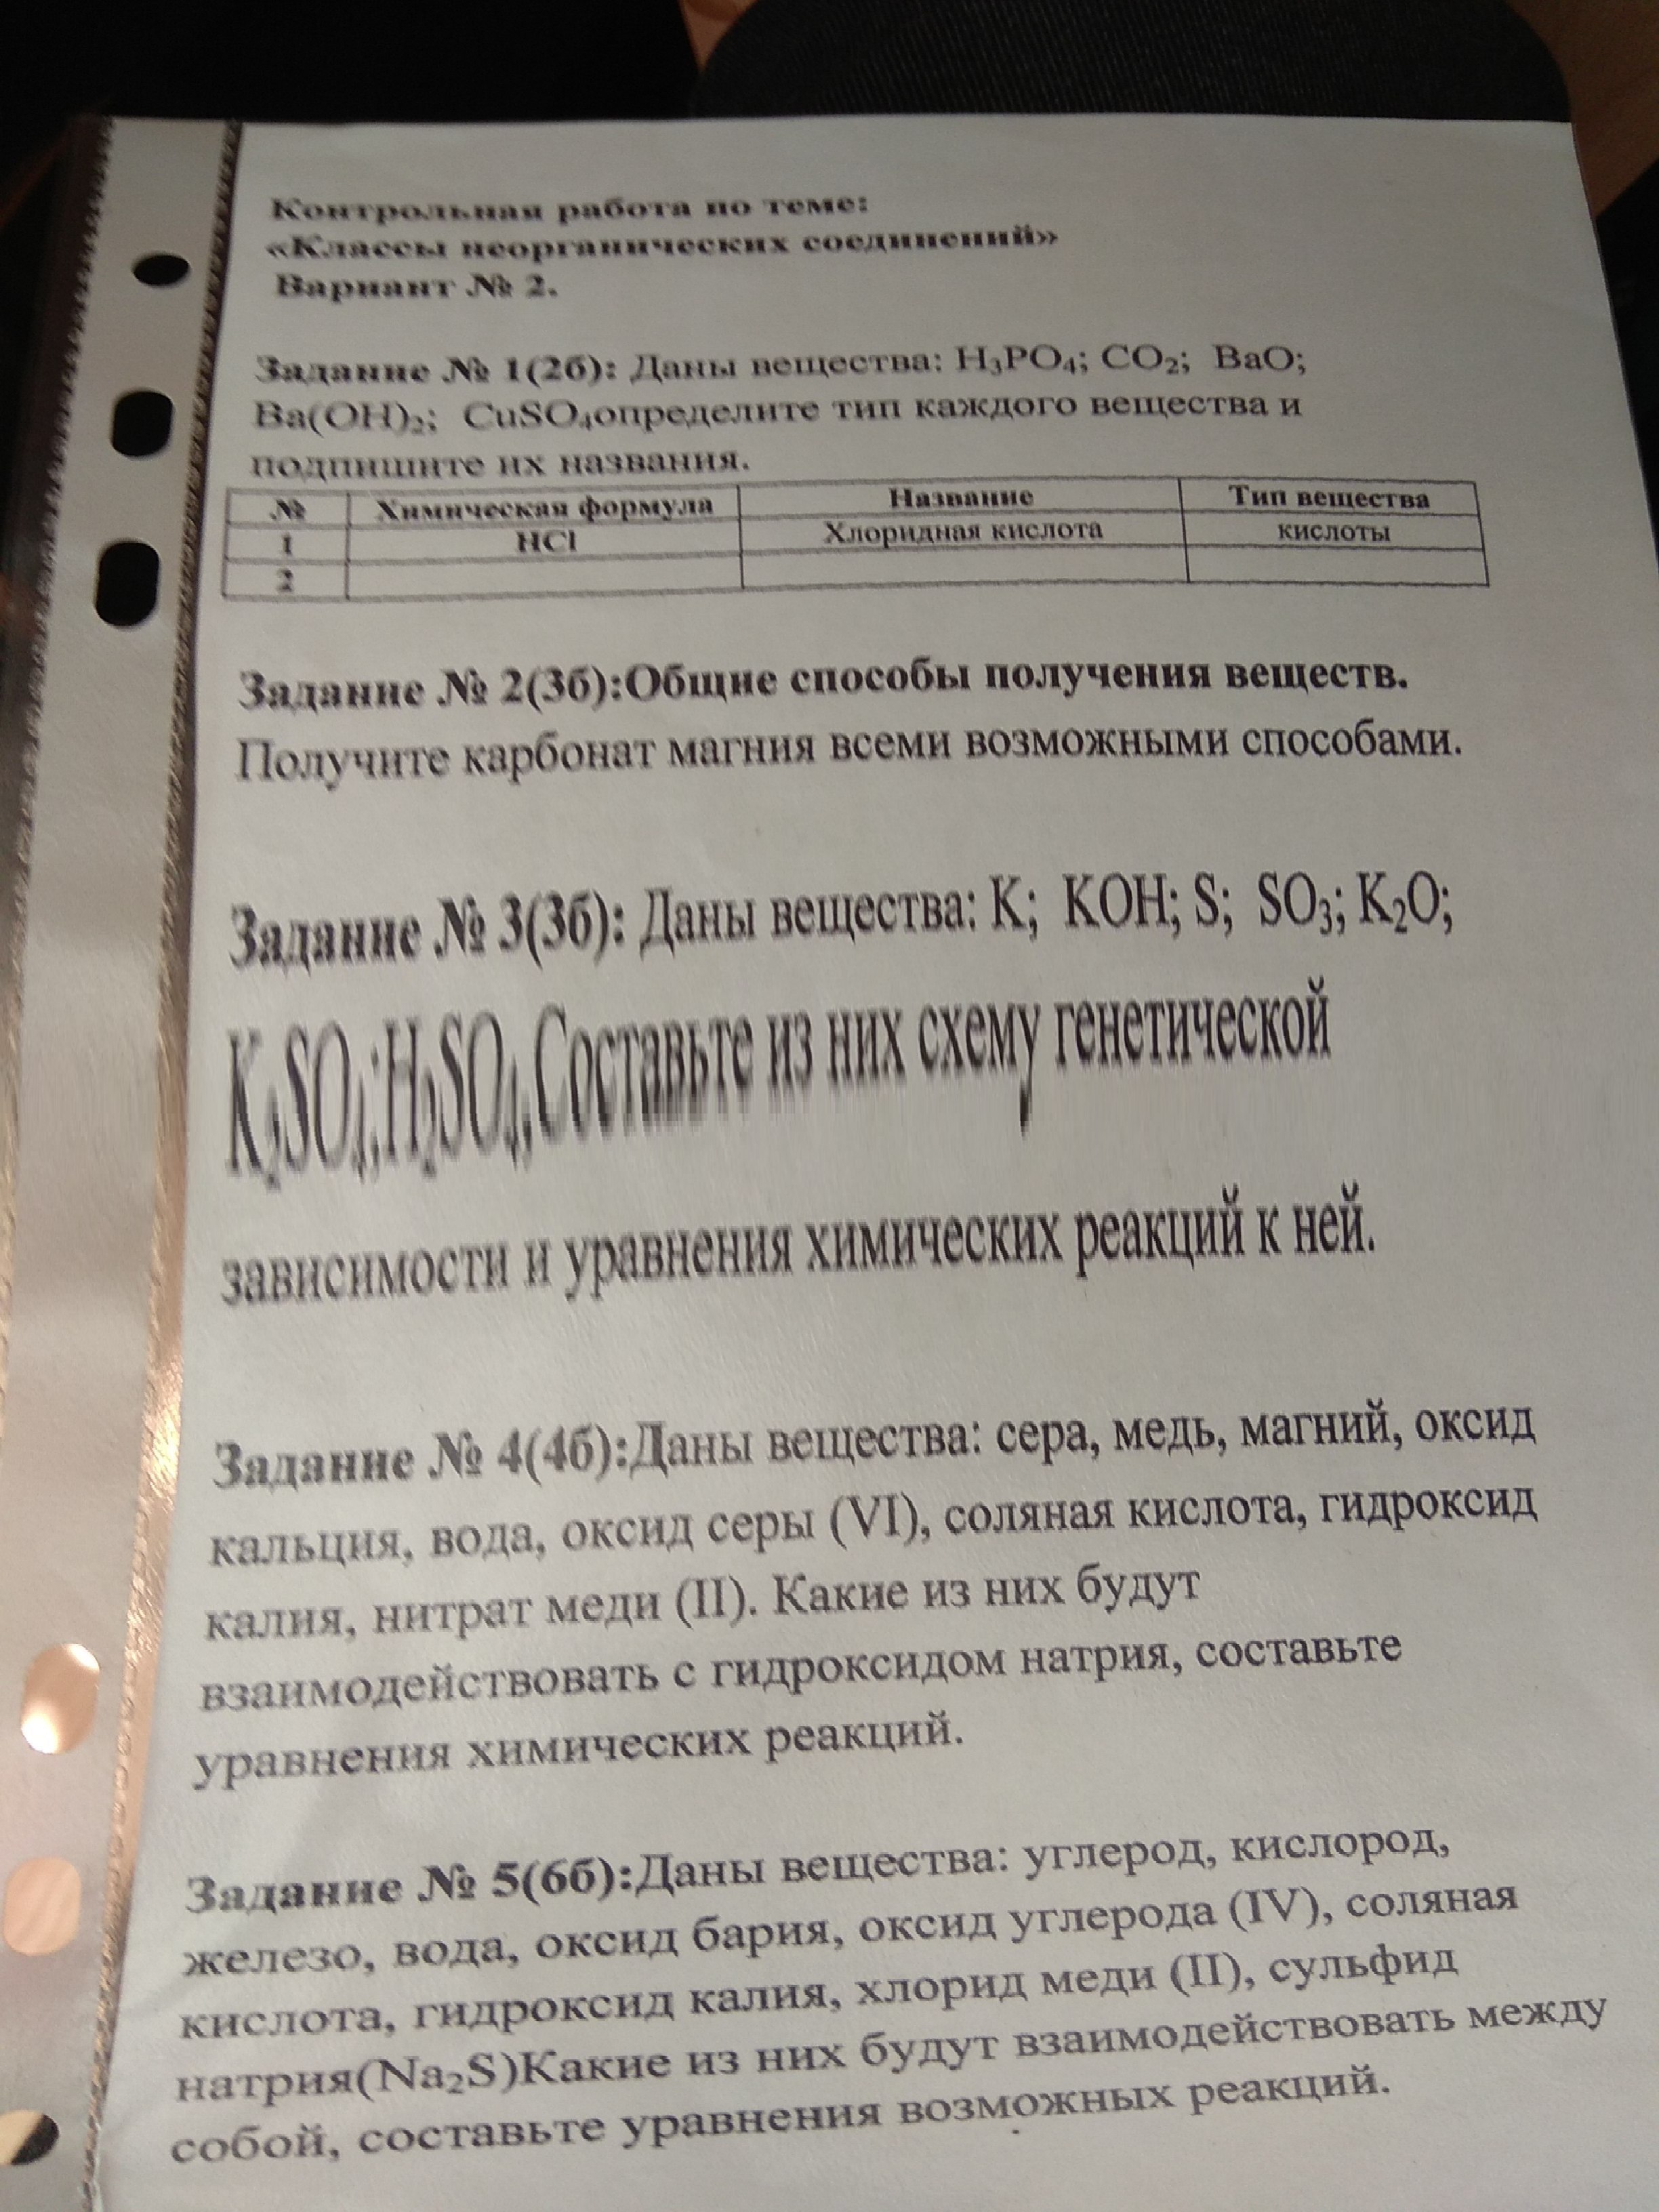 Контрольная работа по теме:
«Классы неорганических соединений»
Вариант № 2.
Задание № 1(2б): Даны вещества: H₃PO₄; CO₂; BaO;
Ba(OH)₂; CuSO₄определите тип каждого вещества и
подпишите их названия.
№ Химическая формула Название Тип вещества
1 HCl Хлоридная кислота кислоты
2
Задание № 2(3б):Общие способы получения веществ.
Получите карбонат магния всеми возможными способами.
Задание № 3(3б): Даны вещества: K; KOH; S; SO₃; K₂O;
K₂SO₄;H₂SO₄,Составьте из них схему генетической
зависимости и уравнения химических реакций к ней.
Задание № 4(4б):Даны вещества: сера, медь, магний, оксид
кальция, вода, оксид серы (VI), соляная кислота, гидроксид
калия, нитрат меди (II). Какие из них будут
взаимодействовать с гидроксидом натрия, составьте
уравнения химических реакций.
Задание № 5(6б):Даны вещества: углерод, кислород,
железо, вода, оксид бария, оксид углерода (IV), соляная
кислота, гидроксид калия, хлорид меди (II), сульфид
натрия(Na₂S)Какие из них будут взаимодействовать между
собой, составьте уравнения возможных реакций.